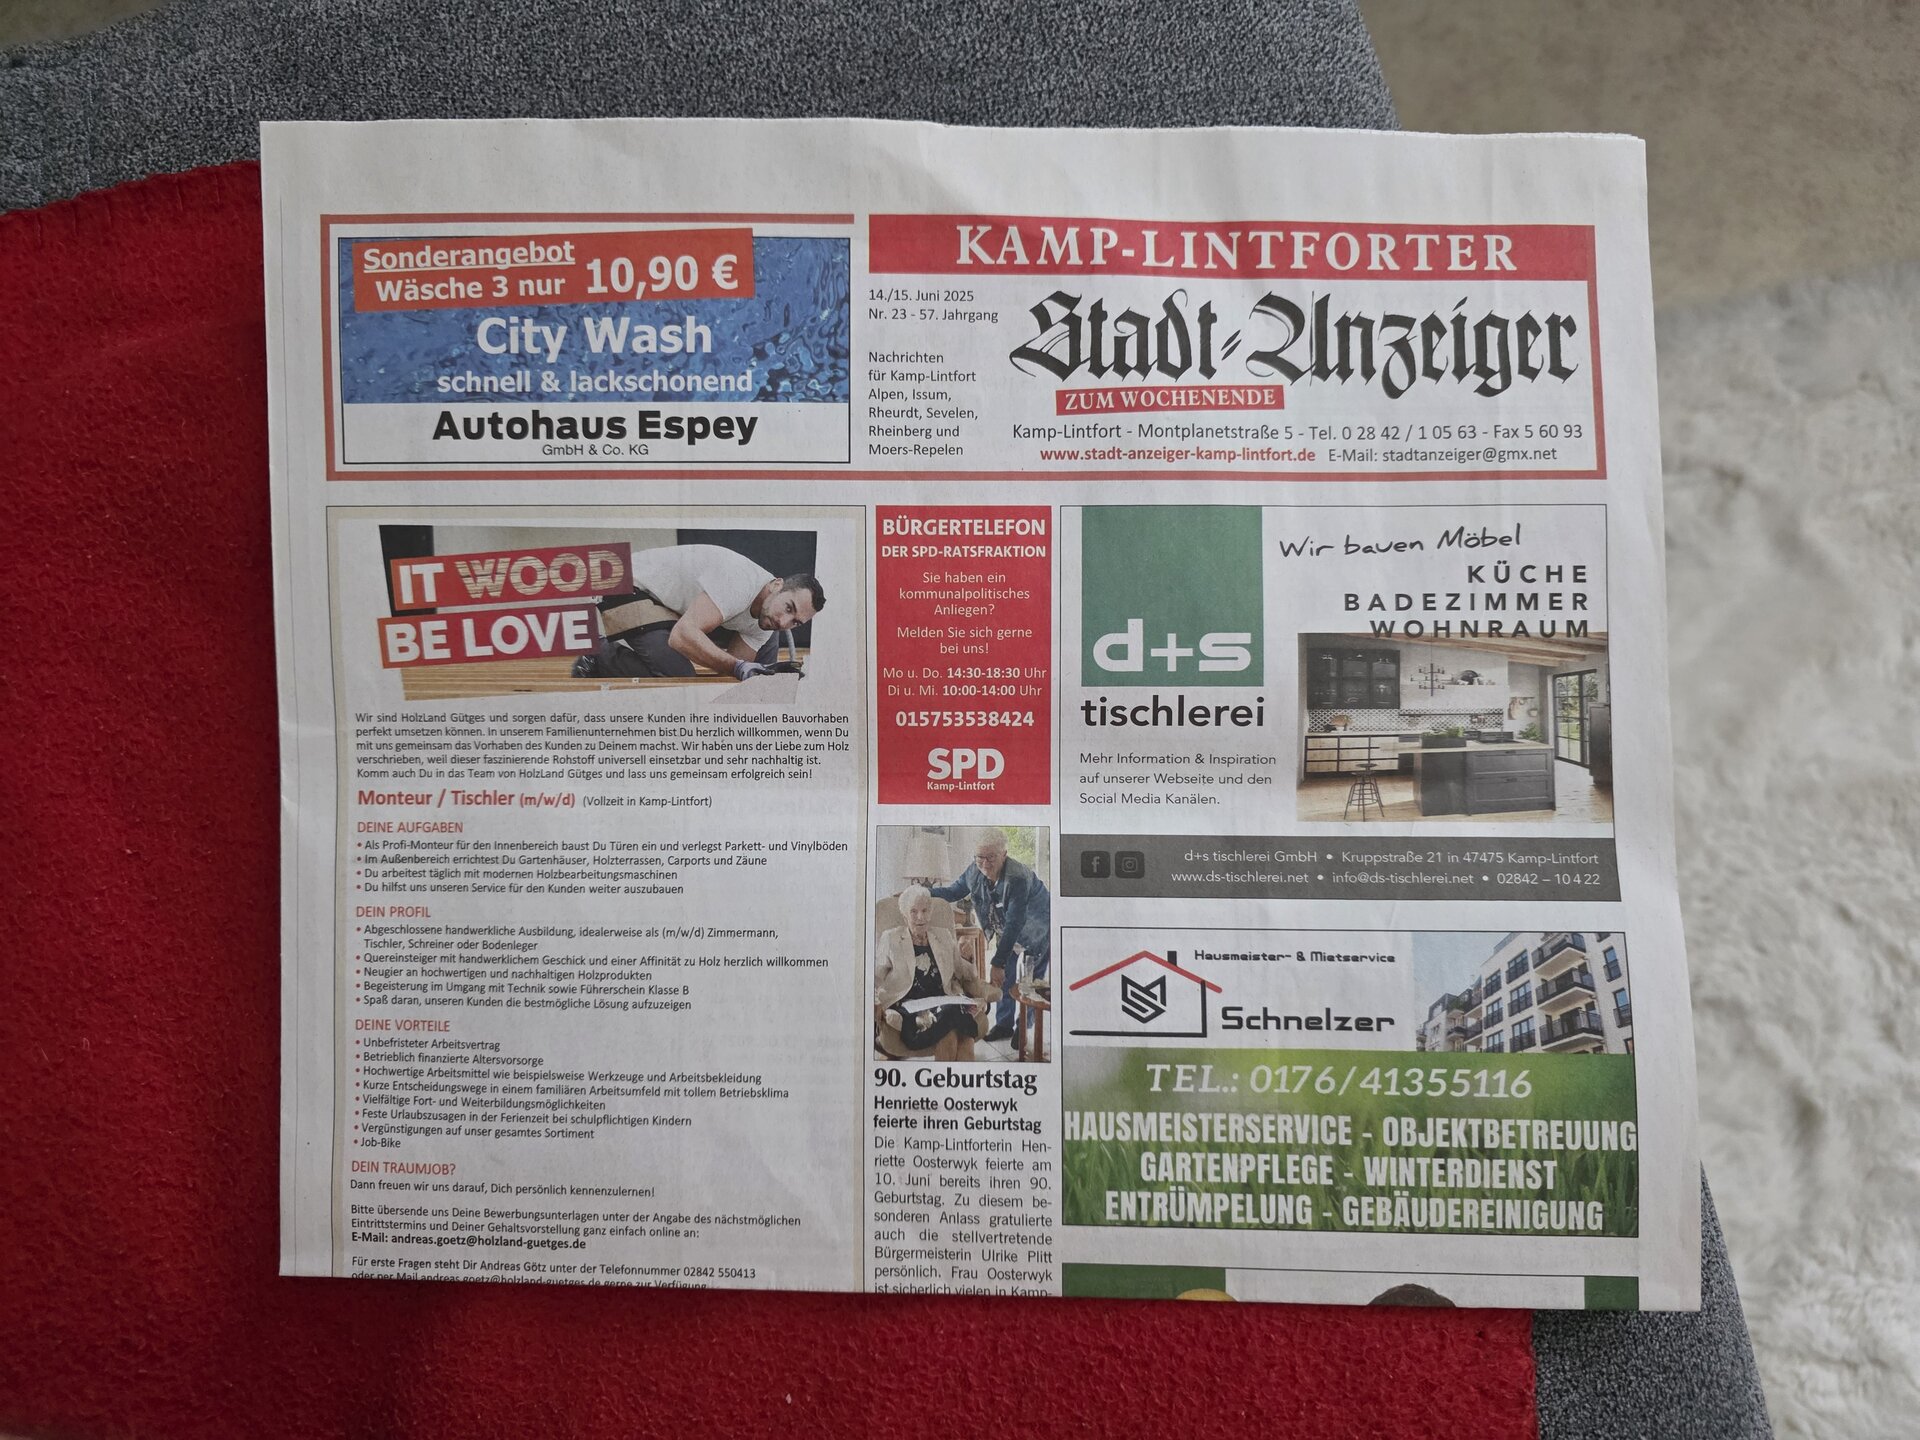 Sonderangebot
Wäsche 3 nur 10,90 €
City Wash
schnell & lackschonend
Autohaus Espey
GmbH & Co. KG
KAMP-LINTFORTER
14./15. Juni 2025
Nr. 23 - 57. Jahrgang
Nachrichten
für Kamp-Lintfort
Alpen, Issum,
Rheurdt, Sevelen,
Rheinberg und
Moers-Repelen
Stadt-Anzeiger
ZUM WOCHENENDE
Kamp-Lintfort - Montplanetstraße 5 - Tel. 0 28 42 / 1 05 63 - Fax 5 60 93
www.stadt-anzeiger-kamp-lintfort.de E-Mail: stadtanzeiger@gmx.net
IT WOOD
BE LOVE
Wir sind HolzLand Gütges und sorgen dafür, dass unsere Kunden ihre individuellen Bauvorhaben
perfekt umsetzen können. In unserem Familienunternehmen bist Du herzlich willkommen, wenn Du
mit uns gemeinsam das Vorhaben des Kunden zu Deinem machst. Wir haben uns der Liebe zum Holz
verschrieben, weil dieser faszinierende Rohstoff universell einsetzbar und sehr nachhaltig ist.
Komm auch Du in das Team von HolzLand Gütges und lass uns gemeinsam erfolgreich sein!
Monteur / Tischler (m/w/d) (Vollzeit in Kamp-Lintfort)
DEINE AUFGABEN
• Als Profi-Monteur für den Innenbereich baust Du Türen ein und verlegst Parkett- und Vinylböden
• Im Außenbereich errichtest Du Gartenhäuser, Holzterrassen, Carports und Zäune
• Du arbeitest täglich mit modernen Holzbearbeitungsmaschinen
• Du hilfst uns unseren Service für den Kunden weiter auszubauen
DEIN PROFIL
• Abgeschlossene handwerkliche Ausbildung, idealerweise als (m/w/d) Zimmermann,
Tischler, Schreiner oder Bodenleger
• Quereinsteiger mit handwerklichem Geschick und einer Affinität zu Holz herzlich willkommen
• Neugier an hochwertigen und nachhaltigen Holzprodukten
• Begeisterung im Umgang mit Technik sowie Führerschein Klasse B
• Spaß daran, unseren Kunden die bestmögliche Lösung aufzuzeigen
DEINE VORTEILE
• Unbefristeter Arbeitsvertrag
• Betrieblich finanzierte Altersvorsorge
• Hochwertige Arbeitsmittel wie beispielsweise Werkzeuge und Arbeitsbekleidung
• Kurze Entscheidungswege in einem familiären Arbeitsumfeld mit tollem Betriebsklima
• Vielfältige Fort- und Weiterbildungsmöglichkeiten
• Feste Urlaubszusagen in der Ferienzeit bei schulpflichtigen Kindern
• Vergünstigungen auf unser gesamtes Sortiment
• Job-Bike
DEIN TRAUMJOB?
Dann freuen wir uns darauf, Dich persönlich kennenzulernen!
Bitte übersende uns Deine Bewerbungsunterlagen unter der Angabe des nächstmöglichen
Eintrittstermins und Deiner Gehaltsvorstellung ganz einfach online an:
E-Mail: andreas.goetz@holzland-guetges.de
Für erste Fragen steht Dir Andreas Götz unter der Telefonnummer 02842 550413
oder per Mail andreas.goetz@holzland-guetges.de gerne zur Verfügung
BÜRGERTELEFON
DER SPD-RATSFRAKTION
Sie haben ein
kommunalpolitisches
Anliegen?
Melden Sie sich gerne
bei uns!
Mo u. Do. 14:30-18:30 Uhr
Di u. Mi. 10:00-14:00 Uhr
015753538424
SPD
Kamp-Lintfort
90. Geburtstag
Henriette Oosterwyk
feierte ihren Geburtstag
Die Kamp-Lintforterin Hen-
riette Oosterwyk feierte am
10. Juni bereits ihren 90.
Geburtstag. Zu diesem be-
sonderen Anlass gratulierte
auch die stellvertretende
Bürgermeisterin Ulrike Plitt
persönlich. Frau Oosterwyk
ist sicherlich vielen in Kamp-
Wir bauen Möbel
KÜCHE
BADEZIMMER
WOHNRAUM
d+s
tischlerei
Mehr Information & Inspiration
auf unserer Webseite und den
Social Media Kanälen.
d+s tischlerei GmbH • Kruppstraße 21 in 47475 Kamp-Lintfort
www.ds-tischlerei.net • info@ds-tischlerei.net • 02842 – 10 4 22
Hausmeister- & Mietservice
Schnelzer
TEL.: 0176/41355116
HAUSMEISTERSERVICE - OBJEKTBETREUUNG
GARTENPFLEGE - WINTERDIENST
ENTRÜMPELUNG - GEBÄUDEREINIGUNG